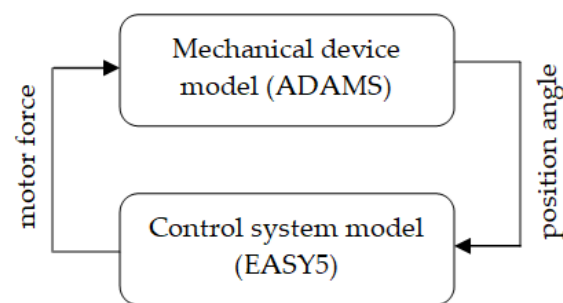 Mechanical device
model (ADAMS)
motor force
position angle
Control system model
(EASY5)